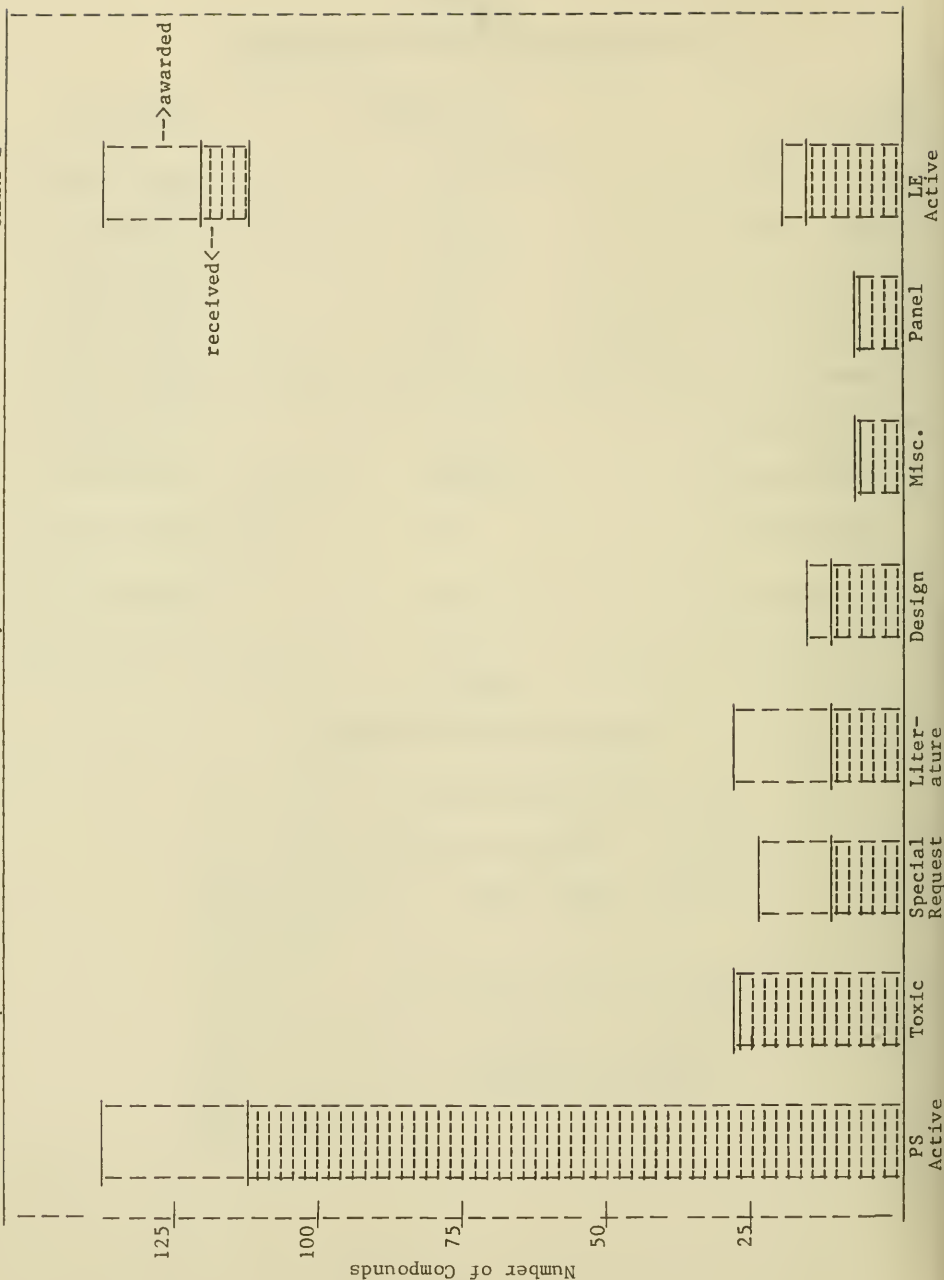 -->awarded
received<--
Number of Compounds
125
100
75
50
25
PS
Active
Toxic
Special
Request
Liter-
ature
Design
Misc.
Panel
LE
Active